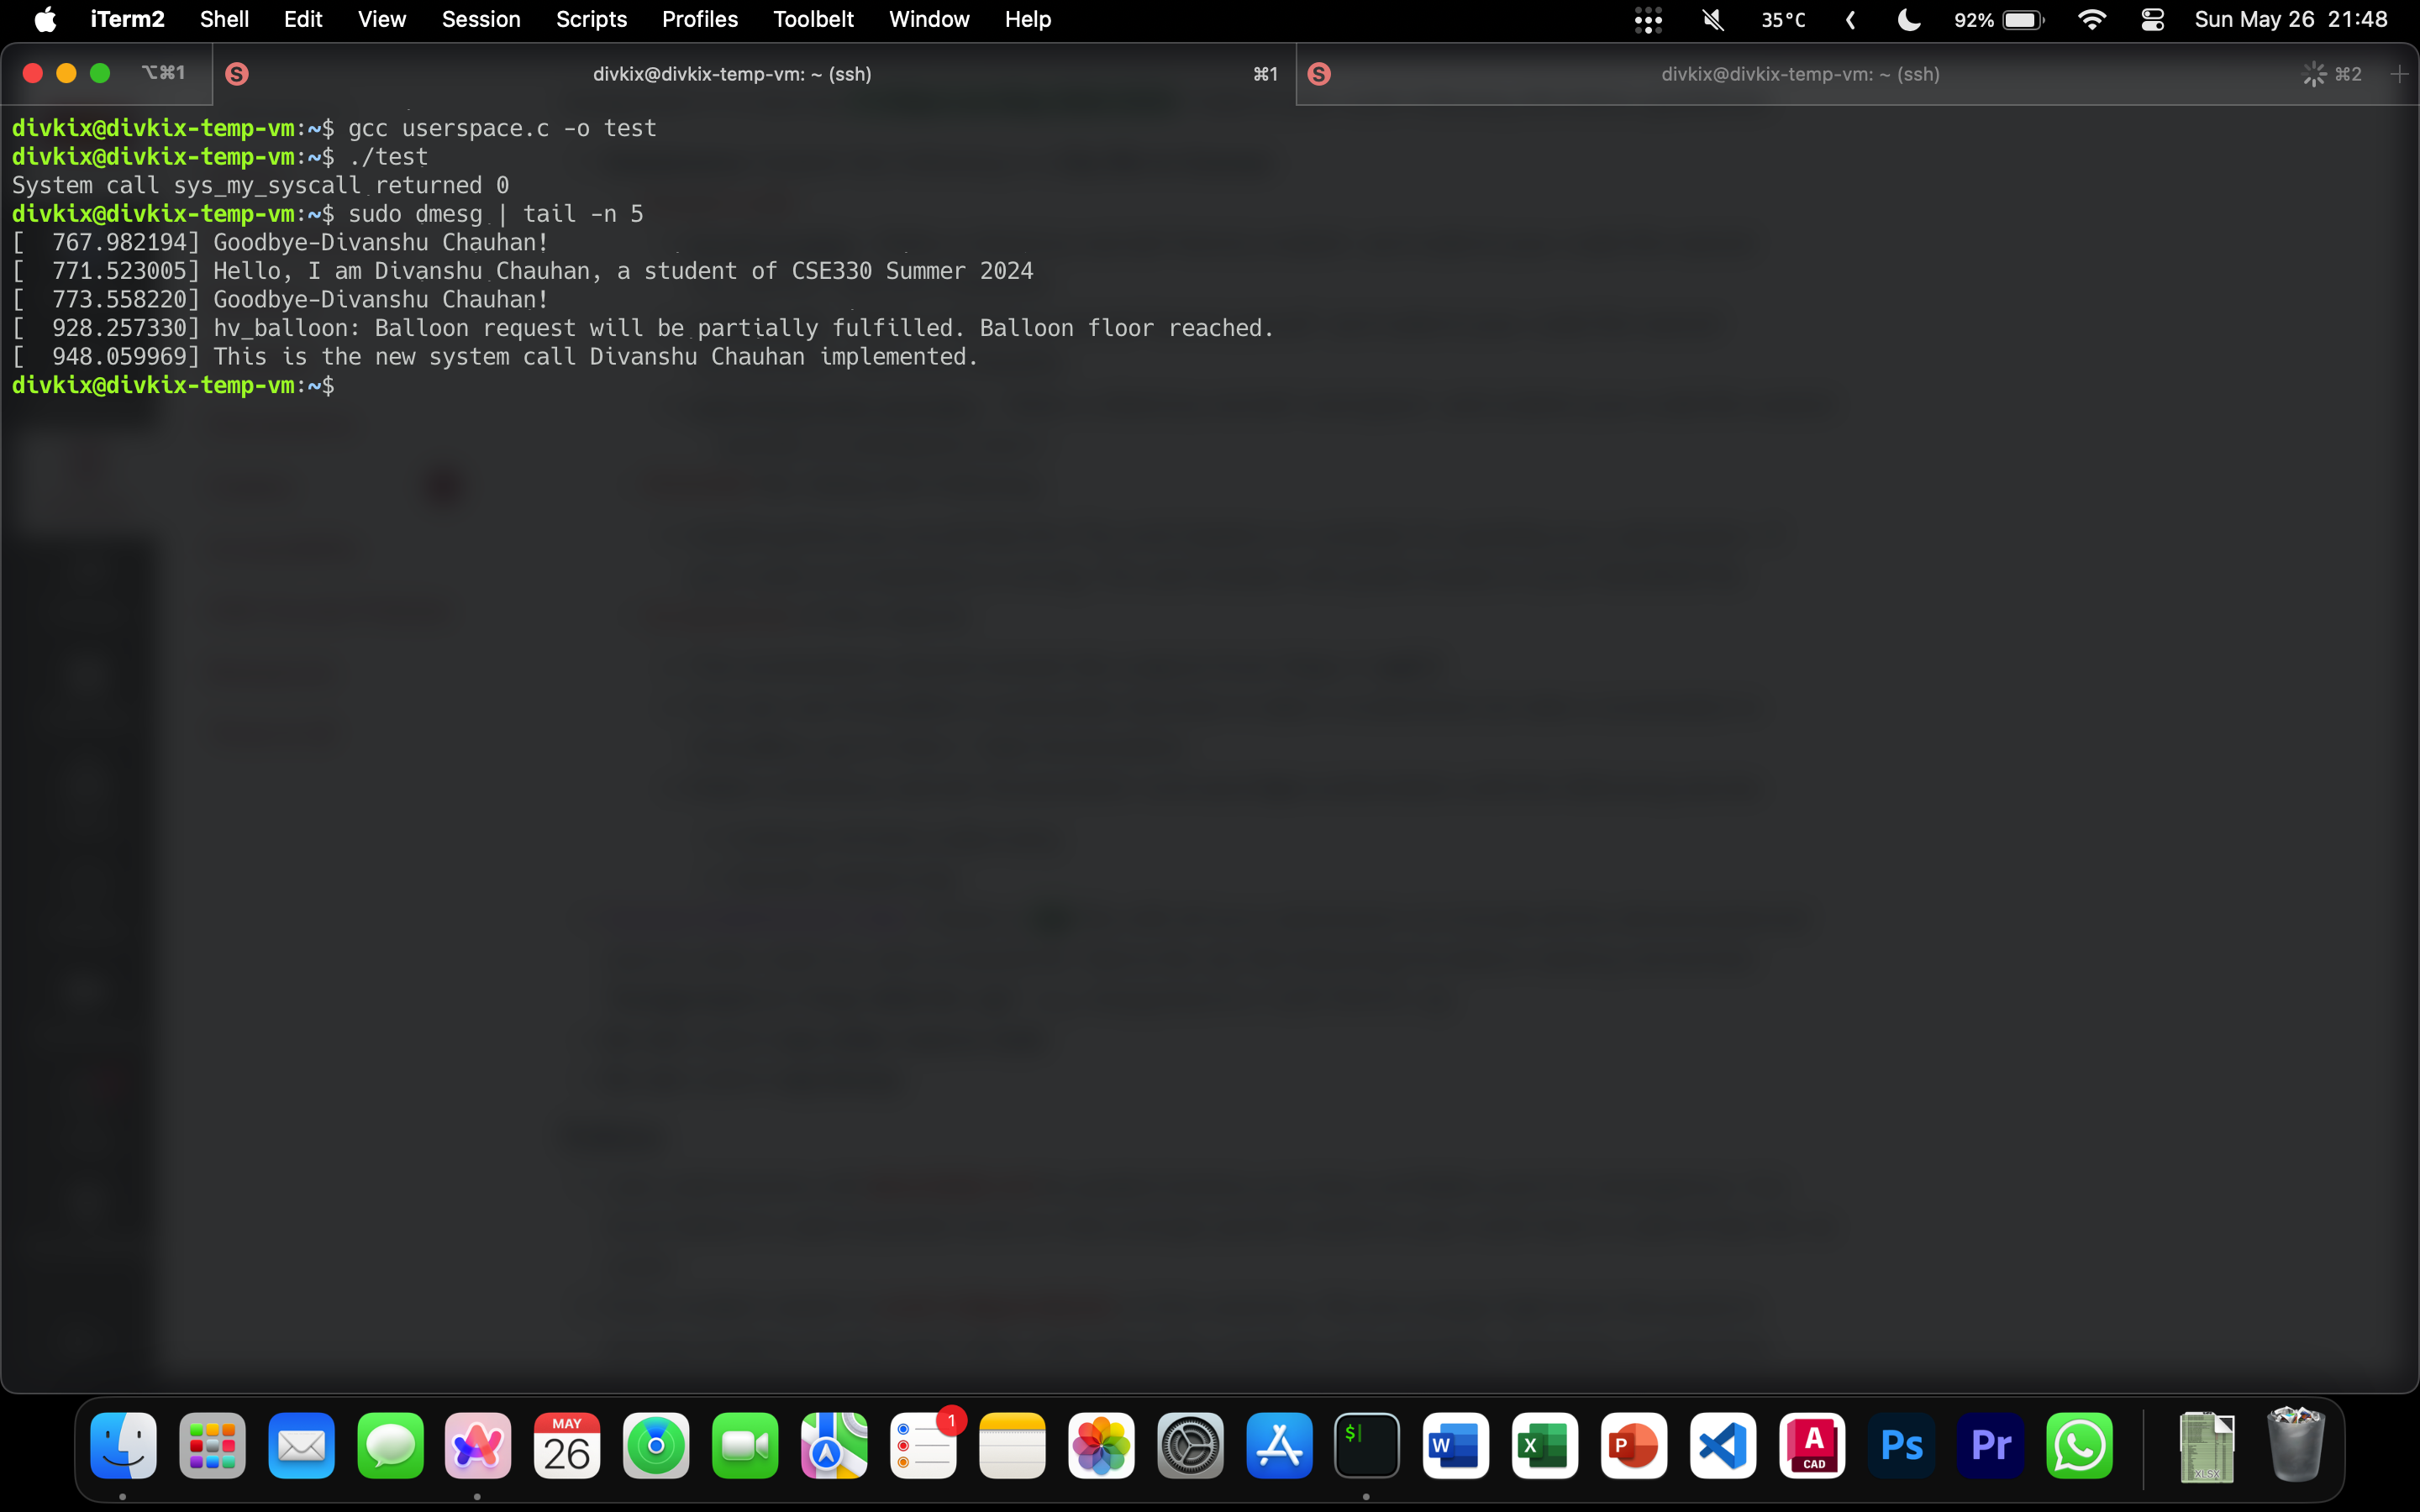 iTerm2 Shell Edit View Session Scripts Profiles Toolbelt Window Help 35°C 92% Sun May 26 21:48
⌥⌘1 S divkix@divkix-temp-vm: ~ (ssh) ⌘1 S divkix@divkix-temp-vm: ~ (ssh) ⌘2
divkix@divkix-temp-vm:~$ gcc userspace.c -o test
divkix@divkix-temp-vm:~$ ./test
System call sys_my_syscall returned 0
divkix@divkix-temp-vm:~$ sudo dmesg | tail -n 5
[  767.982194] Goodbye-Divanshu Chauhan!
[  771.523005] Hello, I am Divanshu Chauhan, a student of CSE330 Summer 2024
[  773.558220] Goodbye-Divanshu Chauhan!
[  928.257330] hv_balloon: Balloon request will be partially fulfilled. Balloon floor reached.
[  948.059969] This is the new system call Divanshu Chauhan implemented.
divkix@divkix-temp-vm:~$
MAY
26
1
$
W
X
P
A
CAD
Ps
Pr
XLSX